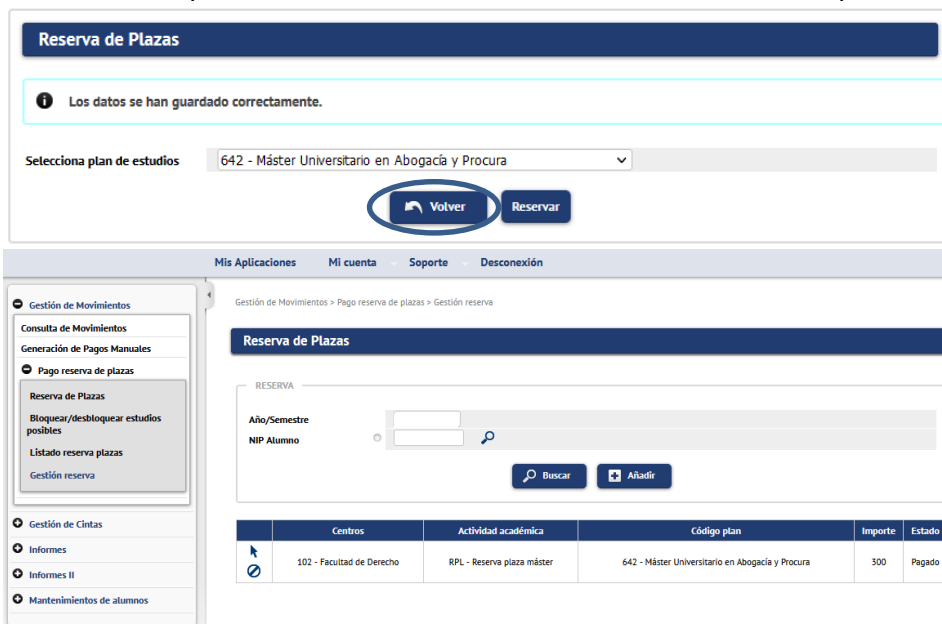 Reserva de Plazas
Los datos se han guardado correctamente.
Selecciona plan de estudios 642 - Máster Universitario en Abogacía y Procura
Volver Reservar
Mis Aplicaciones Mi cuenta Soporte Desconexión
Gestión de Movimientos
Consulta de Movimientos
Generación de Pagos Manuales
Pago reserva de plazas
Reserva de Plazas
Bloquear/desbloquear estudios
posibles
Listado reserva plazas
Gestión reserva
Gestión de Cintas
Informes
Informes II
Mantenimientos de alumnos
Gestión de Movimientos > Pago reserva de plazas > Gestión reserva
Reserva de Plazas
RESERVA
Año/Semestre
NIP Alumno
Buscar Añadir
Centros Actividad académica Código plan Importe Estado
102 - Facultad de Derecho RPL - Reserva plaza máster 642 - Máster Universitario en Abogacía y Procura 300 Pagado